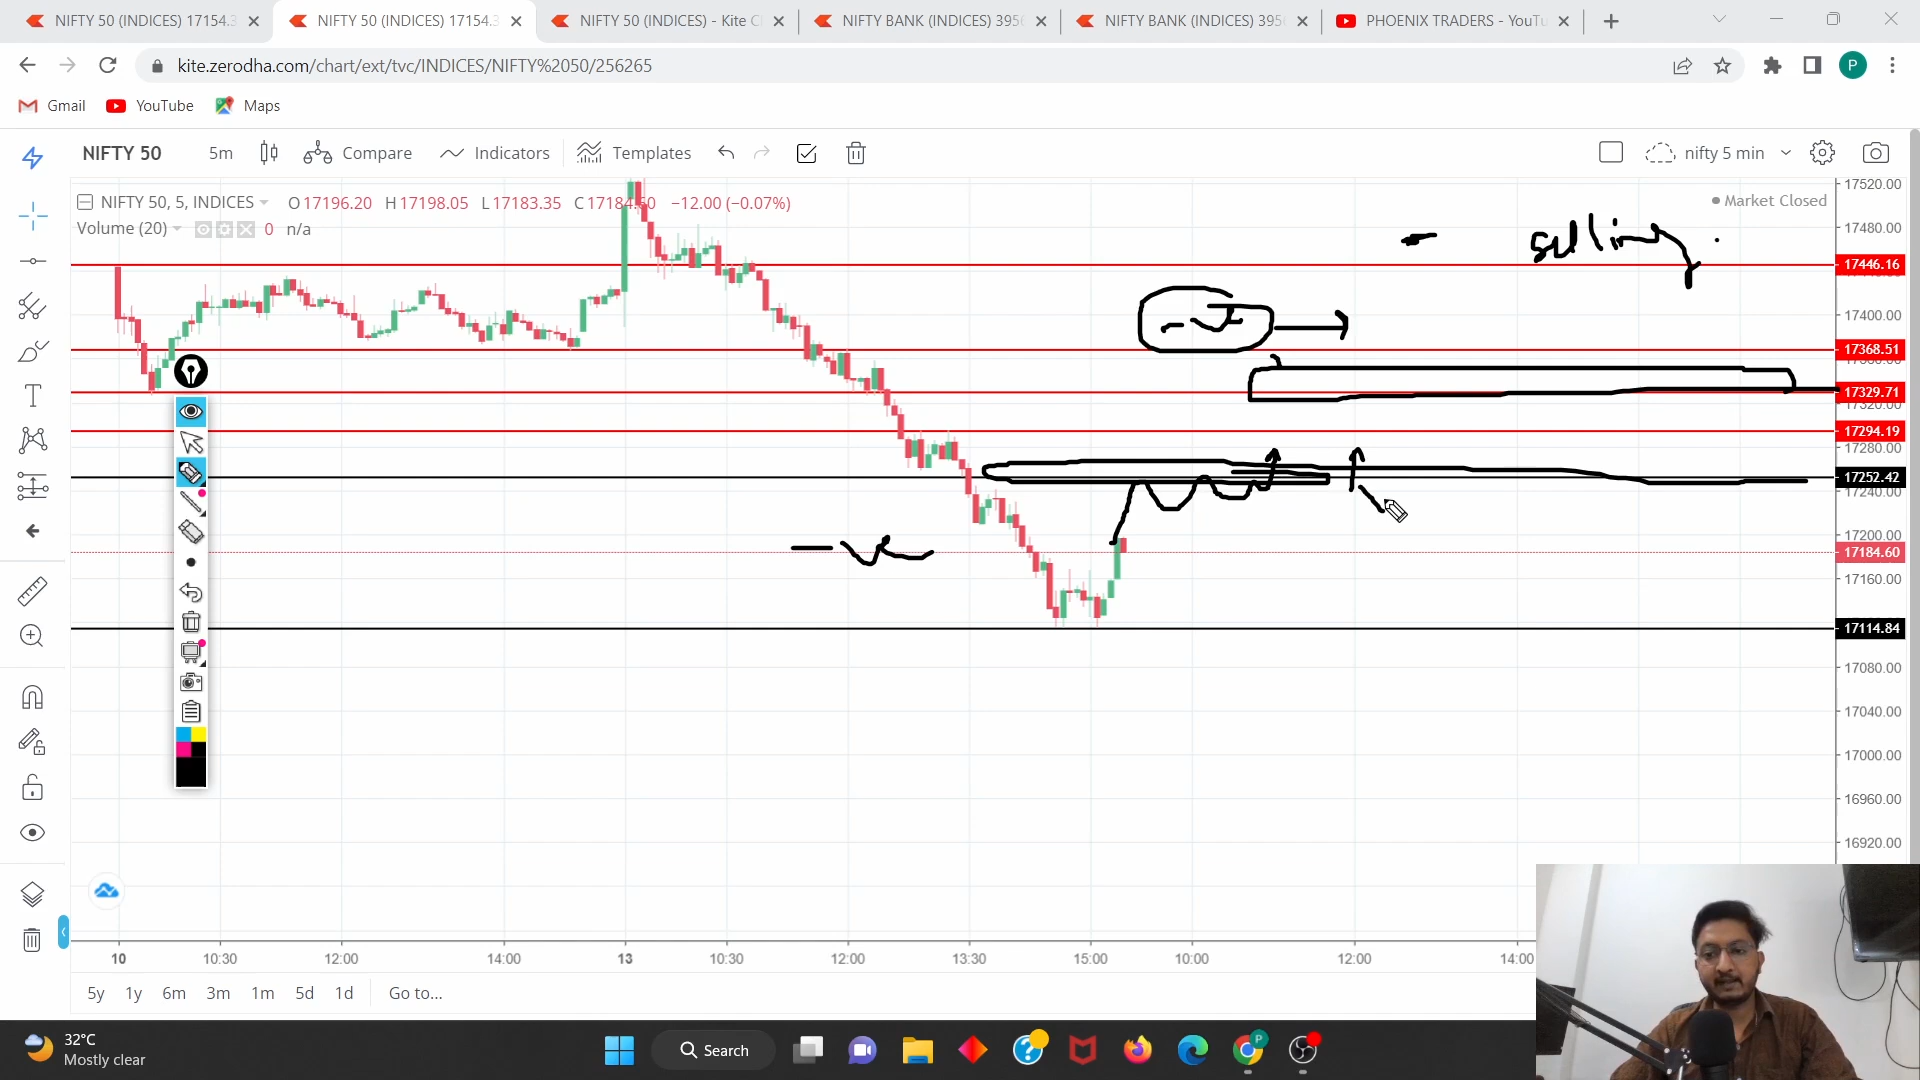 NIFTY 50 (INDICES) 17154.3
NIFTY 50 (INDICES) 17154.3
NIFTY 50 (INDICES) - Kite C
NIFTY BANK (INDICES) 395
NIFTY BANK (INDICES) 395
PHOENIX TRADERS - YouTu
kite.zerodha.com/chart/ext/tvc/INDICES/NIFTY%2050/256265
P
Gmail YouTube Maps
NIFTY 50 5m Compare Indicators Templates nifty 5 min
NIFTY 50, 5, INDICES O17196.20 H17198.05 L17183.35 C17184.60 −12.00 (−0.07%)
Market Closed
Volume (20) 0 n/a
selling
17520.00
17480.00
17446.16
17400.00
17368.51
17329.71
17320.00
17294.19
17280.00
17252.42
17240.00
17200.00
17184.60
17160.00
17114.84
17080.00
17040.00
17000.00
16960.00
16920.00
10 10:30 12:00 14:00 13 10:30 12:00 13:30 15:00 10:00 12:00 14:00
5y 1y 6m 3m 1m 5d 1d Go to...
32°C
Mostly clear
Search